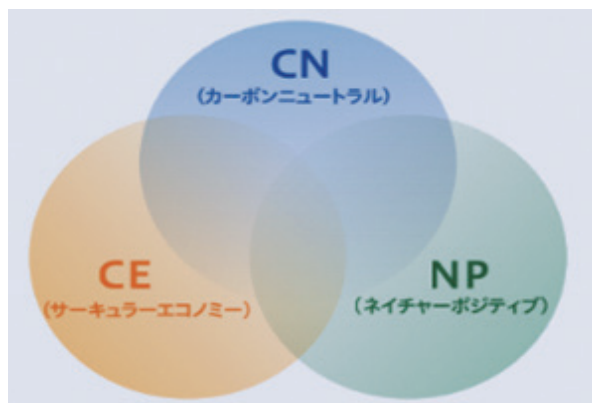 CN
(カーボンニュートラル)
CE
(サーキュラーエコノミー)
NP
(ネイチャーポジティブ)